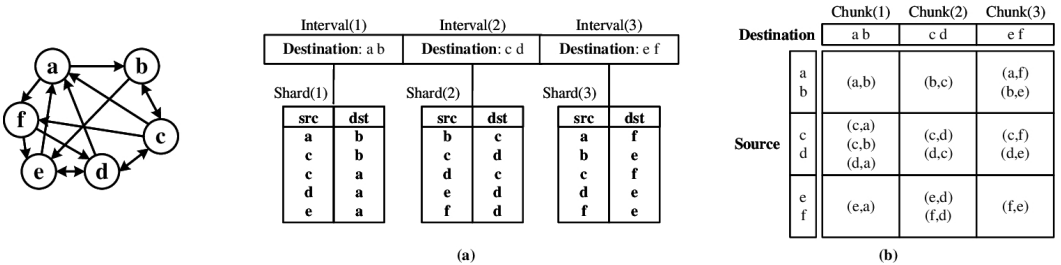 a b
f c
e d
Interval(1) Interval(2) Interval(3)
Destination: a b Destination: c d Destination: e f
Shard(1) Shard(2) Shard(3)
src dst src dst src dst
a b b c a f
c b c d b e
c a d c c f
d a e d d e
e a f d f e
(a)
Chunk(1) Chunk(2) Chunk(3)
Destination a b c d e f
a (a,b) (b,c) (a,f)
b (b,e)
Source c (c,a) (c,d) (c,f)
d (c,b) (d,c) (d,e)
(d,a)
e (e,a) (e,d) (f,e)
f (f,d)
(b)